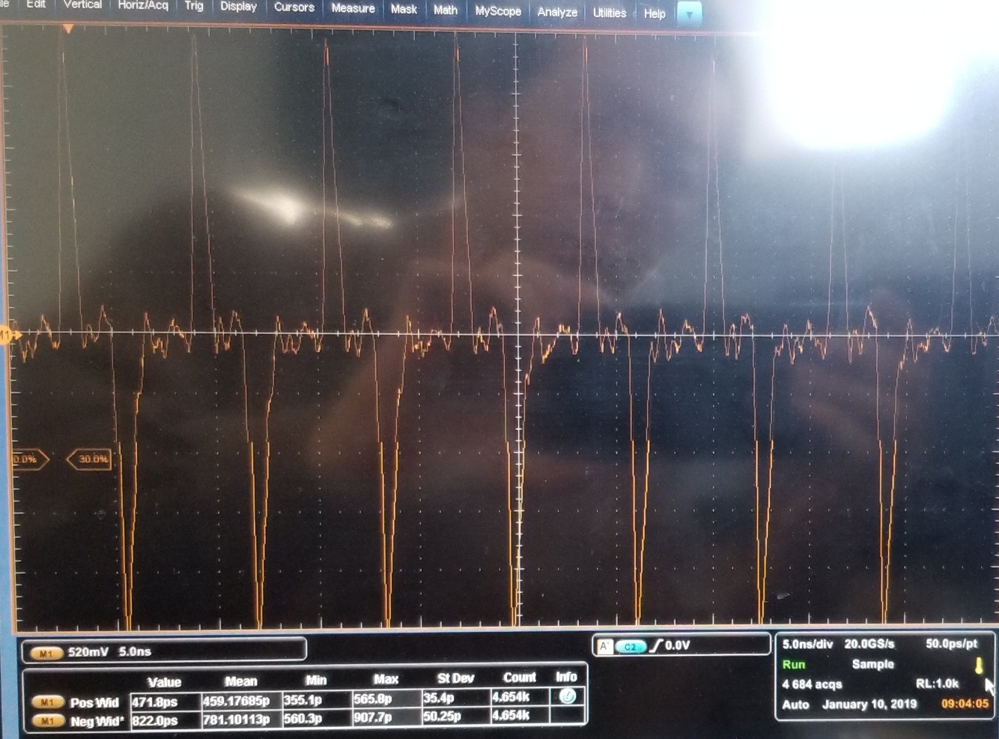 le Edit Vertical Horiz/Acq Trig Display Cursors Measure Mask Math MyScope Analyze Utilities Help
M1
0.0% 30.0%
M1 520mV 5.0ns
A' C2 0.0V
5.0ns/div 20.0GS/s 50.0ps/pt
Run Sample
4 684 acqs RL:1.0k
Auto January 10, 2019 09:04:05
Value Mean Min Max St Dev Count Info
M1 Pos Wid 471.8ps 459.17685p 355.1p 565.8p 35.4p 4.654k
M1 Neg Wid* 822.0ps 781.10113p 560.3p 907.7p 50.25p 4.654k